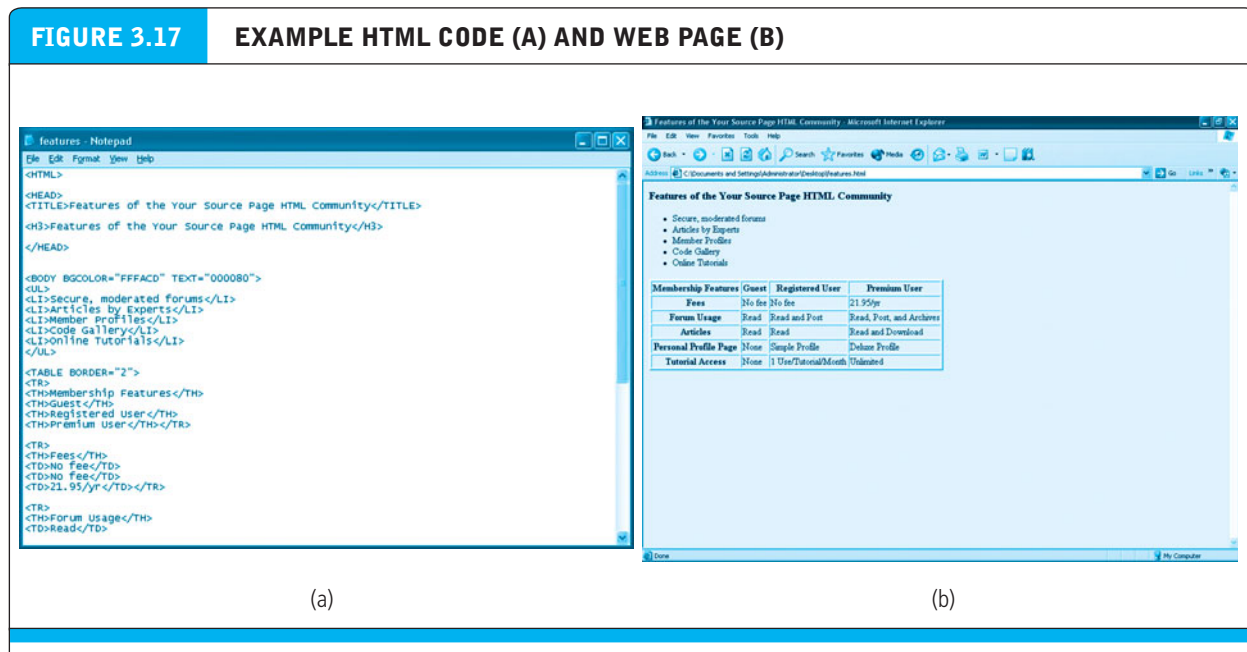 FIGURE 3.17 EXAMPLE HTML CODE (A) AND WEB PAGE (B)
features - Notepad
File Edit Format View Help
<HTML>
<HEAD>
<TITLE>Features of the Your Source Page HTML Community</TITLE>
<H3>Features of the Your Source Page HTML Community</H3>
</HEAD>
<BODY BGCOLOR="FFFACD" TEXT="000080">
<UL>
<LI>Secure, moderated forums</LI>
<LI>Articles by Experts</LI>
<LI>Member Profiles</LI>
<LI>Code Gallery</LI>
<LI>Online Tutorials</LI>
</UL>
<TABLE BORDER="2">
<TR>
<TH>Membership Features</TH>
<TH>Guest</TH>
<TH>Registered User</TH>
<TH>Premium User</TH></TR>
<TR>
<TH>Fees</TH>
<TD>No fee</TD>
<TD>No fee</TD>
<TD>21.95/yr</TD></TR>
<TR>
<TH>Forum Usage</TH>
<TD>Read</TD>
(a)
Features of the Your Source Page HTML Community - Microsoft Internet Explorer
File Edit View Favorites Tools Help
Back Search Favorites Media
Address C:\Documents and Settings\Administrator\Desktop\features.html Go Links
Features of the Your Source Page HTML Community
• Secure, moderated forums
• Articles by Experts
• Member Profiles
• Code Gallery
• Online Tutorials
Membership Features Guest Registered User Premium User
Fees No fee No fee 21.95/yr
Forum Usage Read Read and Post Read, Post, and Archives
Articles Read Read Read and Download
Personal Profile Page None Simple Profile Deluxe Profile
Tutorial Access None 1 Use/Tutorial/Month Unlimited
Done My Computer
(b)